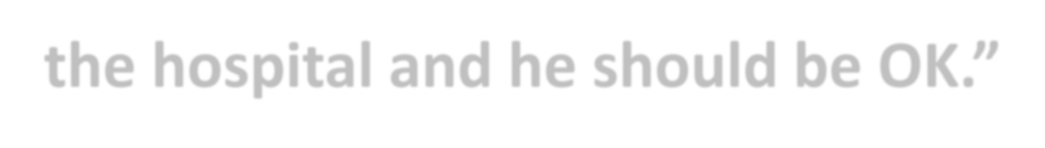 the hospital and he should be OK.”